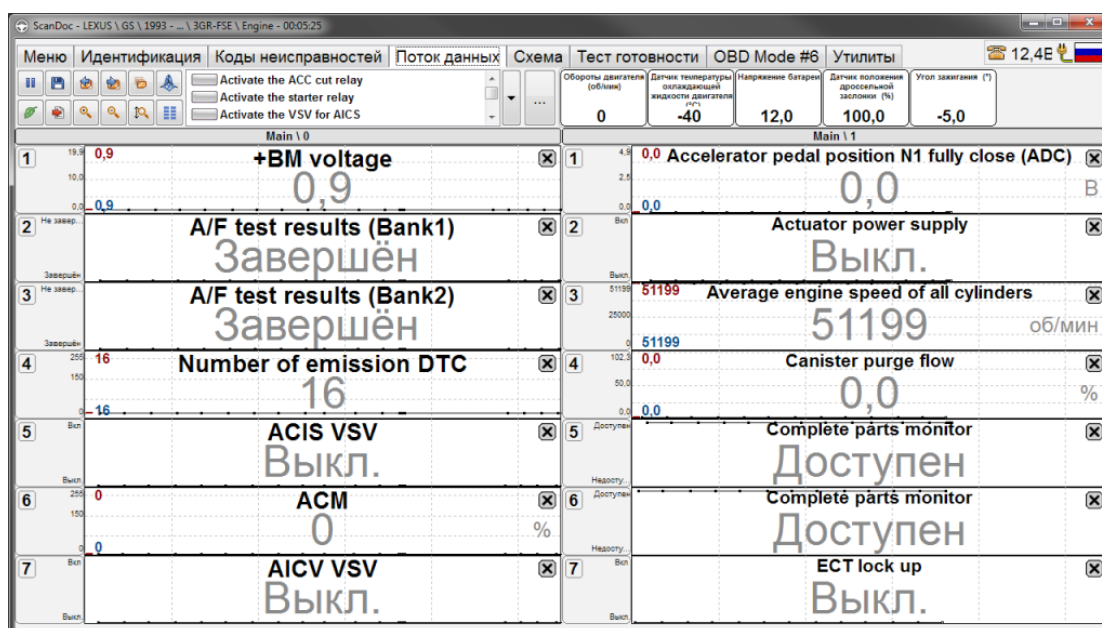 ScanDoc - LEXUS \ GS \ 1993 - ... \ 3GR-FSE \ Engine - 00:05:25
Меню Идентификация Коды неисправностей Поток данных Схема Тест готовности OBD Mode #6 Утилиты 12,4E
Activate the ACC cut relay
Activate the starter relay
Activate the VSV for AICS
...
Обороты двигателя (об/мин)
0
Датчик температуры охлаждающей жидкости двигателя (°C)
-40
Напряжение батареи
12,0
Датчик положения дроссельной заслонки (%)
100,0
Угол зажигания (°)
-5,0
Main \ 0
1 19,9 0,9 +BM voltage
10,0 0,9
0,0 0,9
2 Не завер... A/F test results (Bank1)
Завершён
Завершён
3 Не завер... A/F test results (Bank2)
Завершён
Завершён
4 255 16 Number of emission DTC
150 16
0 16
5 Вкл ACIS VSV
Выкл.
Выкл.
6 255 0 ACM
150 0 %
0 0
7 Вкл AICV VSV
Выкл.
Выкл.
Main \ 1
1 4,9 0,0 Accelerator pedal position N1 fully close (ADC)
2,5 0,0 В
0,0 0,0
2 Вкл Actuator power supply
Выкл.
Выкл.
3 51199 51199 Average engine speed of all cylinders
25000 51199 об/мин
0 51199
4 102,3 0,0 Canister purge flow
50,0 0,0 %
0,0 0,0
5 Доступен Complete parts monitor
Доступен
Недосту...
6 Доступен Complete parts monitor
Доступен
Недосту...
7 Вкл ECT lock up
Выкл.
Выкл.